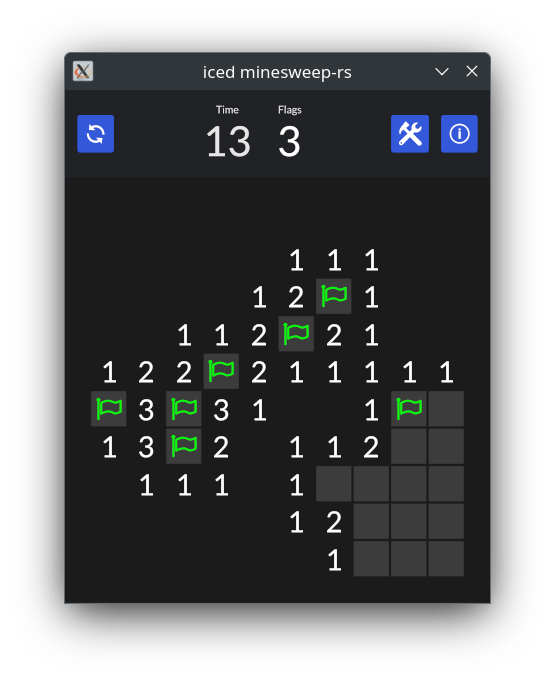 iced minesweep-rs
Time Flags
13 3
1 1 1
1 2 1
1 1 2 2 1
1 2 2 2 1 1 1 1 1
3 3 1 1
1 3 2 1 1 2
1 1 1 1
1 2
1